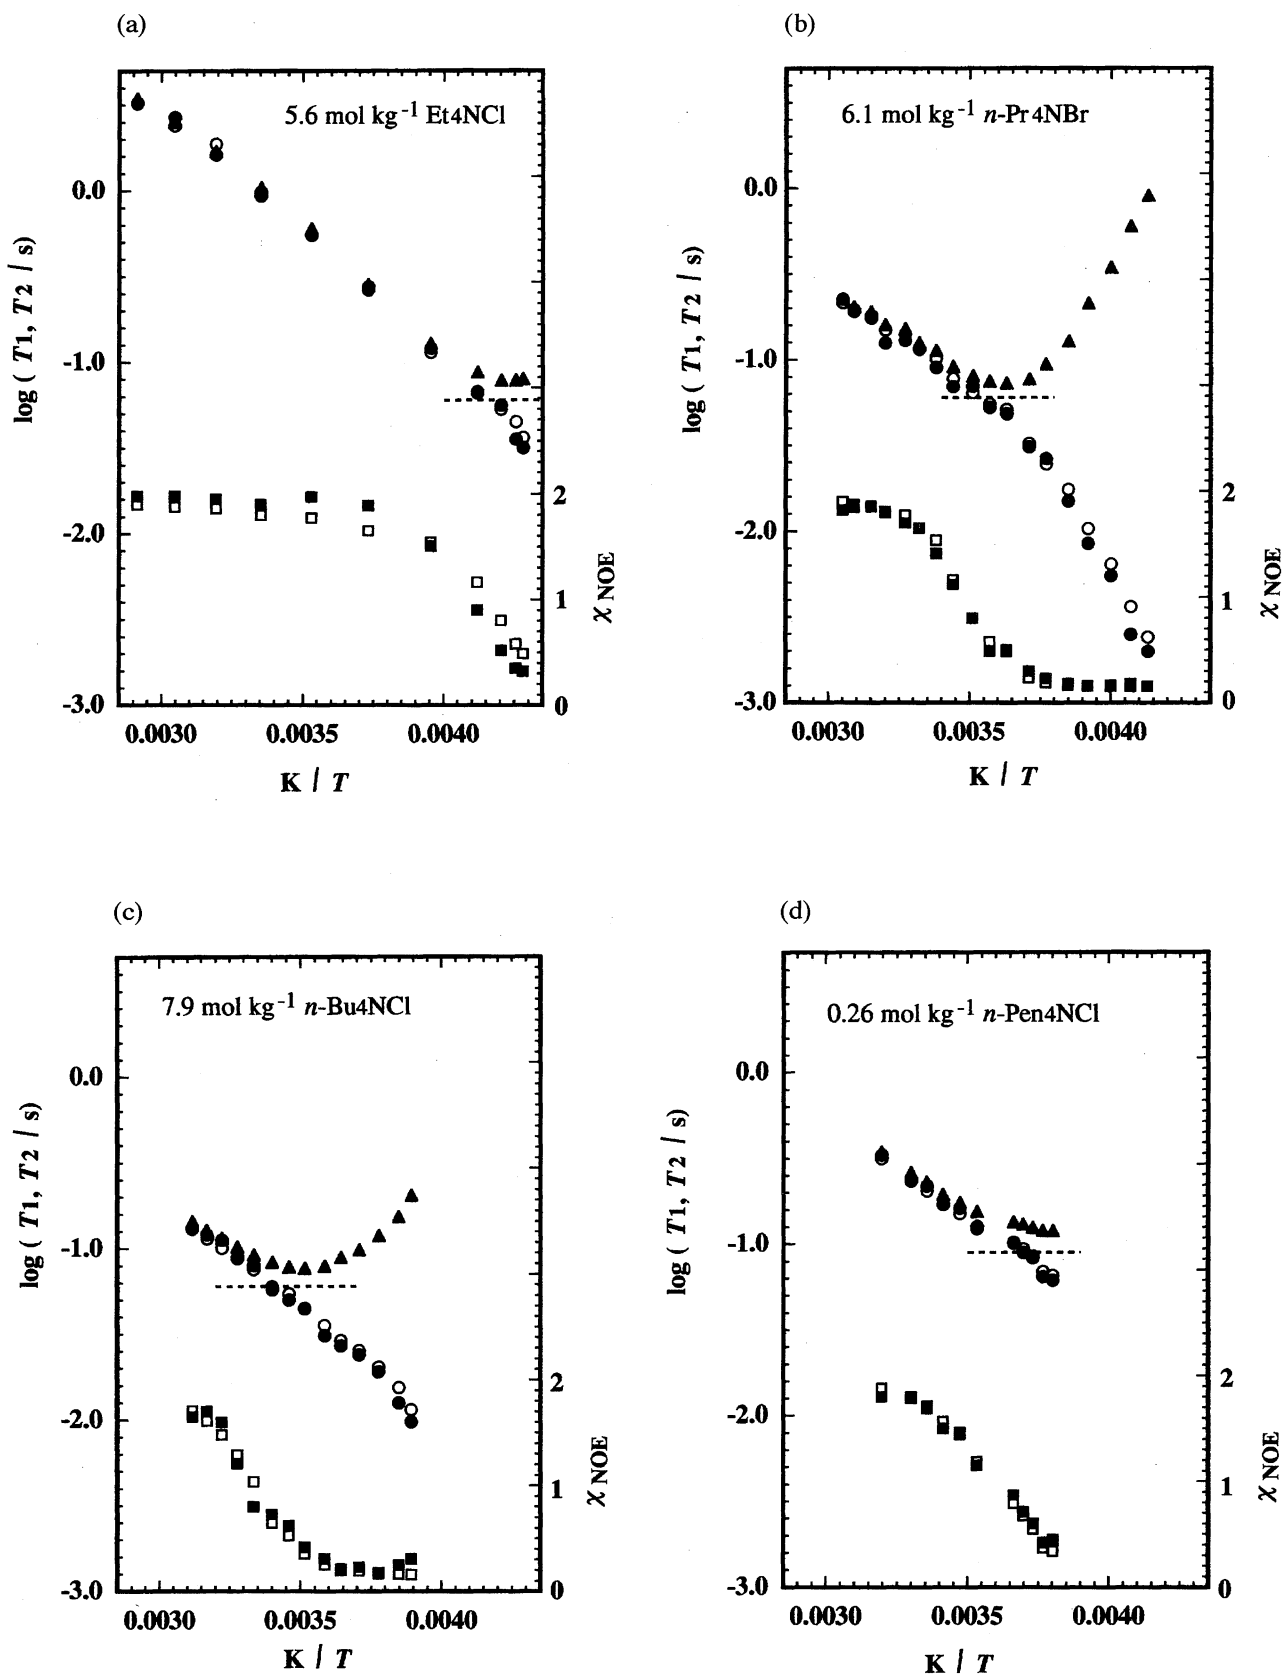 (a)
5.6 mol kg-1 Et4NCl
log ( T1, T2 / s)
0.0
-1.0
-2.0
-3.0
2
1
0
χNOE
0.0030 0.0035 0.0040
K / T
(b)
6.1 mol kg-1 n-Pr4NBr
log ( T1, T2 / s)
0.0
-1.0
-2.0
-3.0
2
1
0
χNOE
0.0030 0.0035 0.0040
K / T
(c)
7.9 mol kg-1 n-Bu4NCl
log ( T1, T2 / s)
0.0
-1.0
-2.0
-3.0
2
1
0
χNOE
0.0030 0.0035 0.0040
K / T
(d)
0.26 mol kg-1 n-Pen4NCl
log ( T1, T2 / s)
0.0
-1.0
-2.0
-3.0
2
1
0
χNOE
0.0030 0.0035 0.0040
K / T